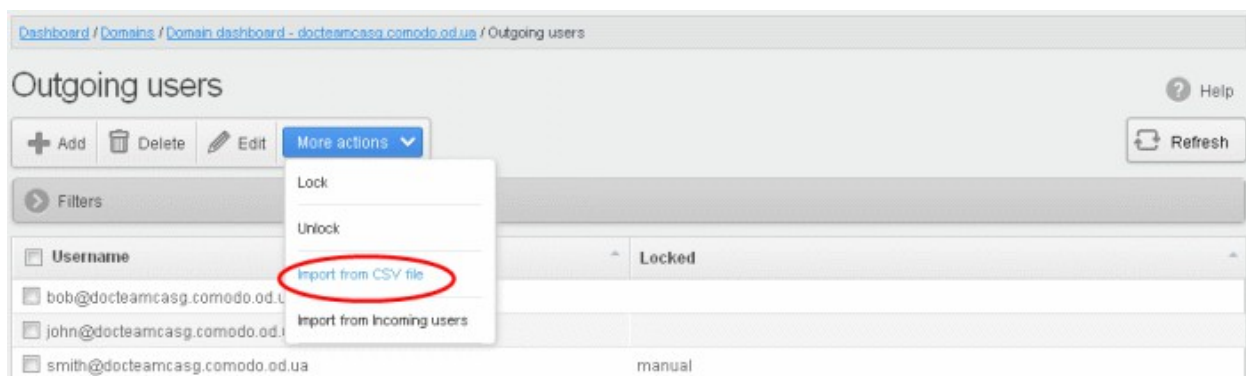 Dashboard / Domains / Domain dashboard - docteamcasg.comodo.od.ua / Outgoing users
Outgoing users
Help
Add Delete Edit More actions Refresh
Lock
Filters
Unlock
Username Locked
Import from CSV file
bob@docteamcasg.comodo.od.u
Import from Incoming users
john@docteamcasg.comodo.od.
smith@docteamcasg.comodo.od.ua manual